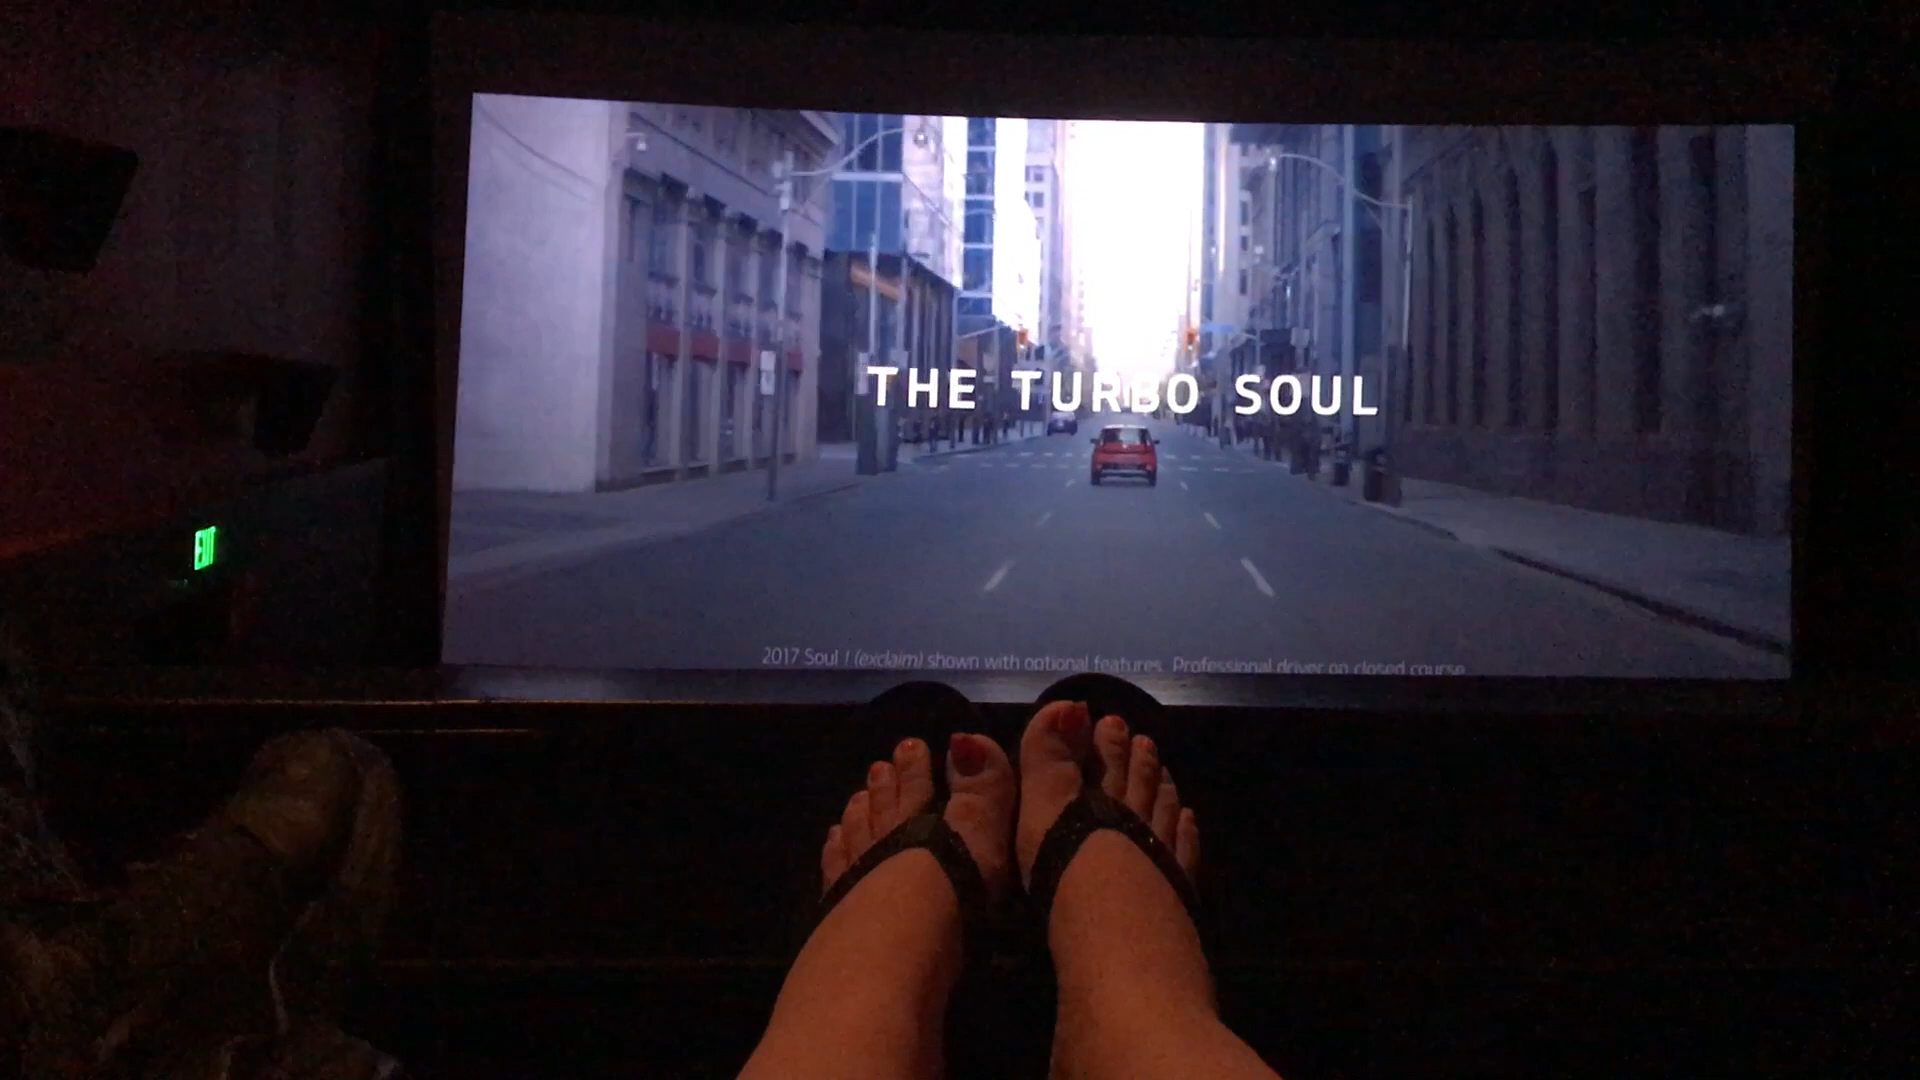 THE TURBO SOUL
EXIT
2017 Soul ! (exclaim) shown with optional features. Professional driver on closed course.